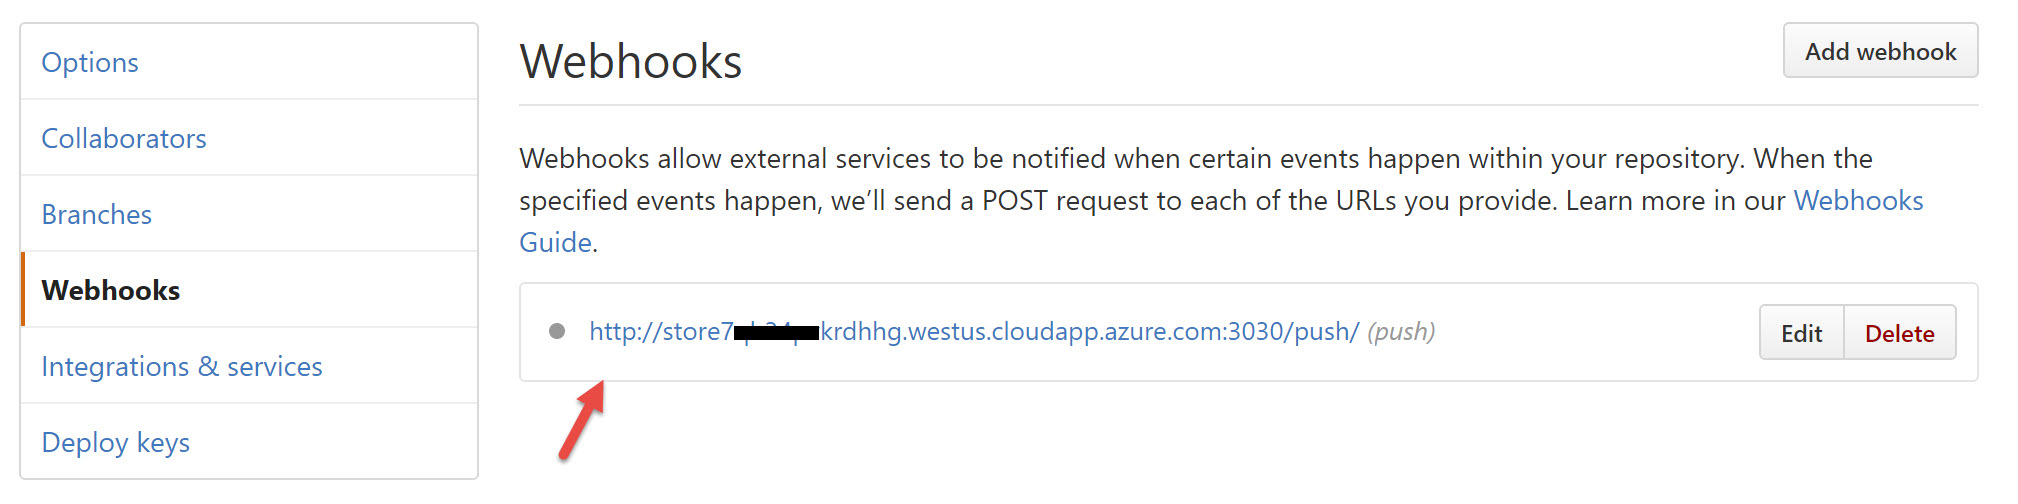 Options
Collaborators
Branches
Webhooks
Integrations & services
Deploy keys
Webhooks
Add webhook
Webhooks allow external services to be notified when certain events happen within your repository. When the
specified events happen, we’ll send a POST request to each of the URLs you provide. Learn more in our Webhooks
Guide.
http://store7 krdhhg.westus.cloudapp.azure.com:3030/push/ (push)
Edit
Delete